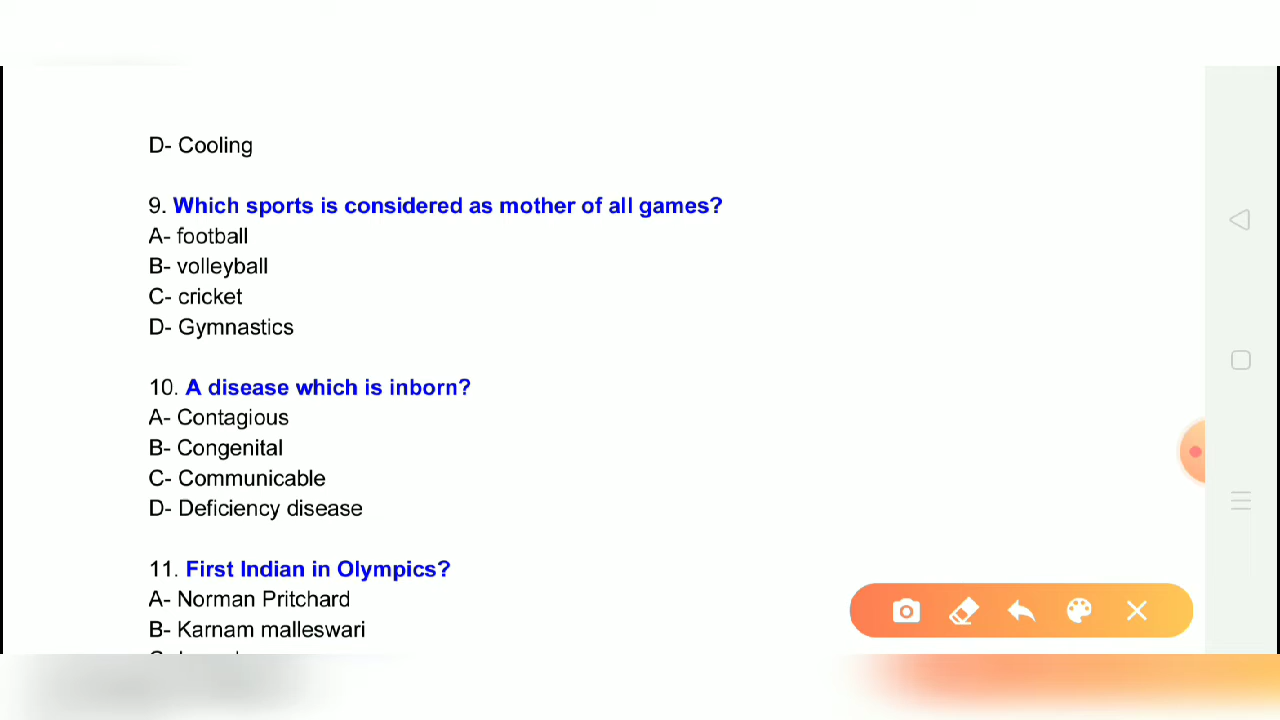 D- Cooling
9. Which sports is considered as mother of all games?
A- football
B- volleyball
C- cricket
D- Gymnastics
10. A disease which is inborn?
A- Contagious
B- Congenital
C- Communicable
D- Deficiency disease
11. First Indian in Olympics?
A- Norman Pritchard
B- Karnam malleswari